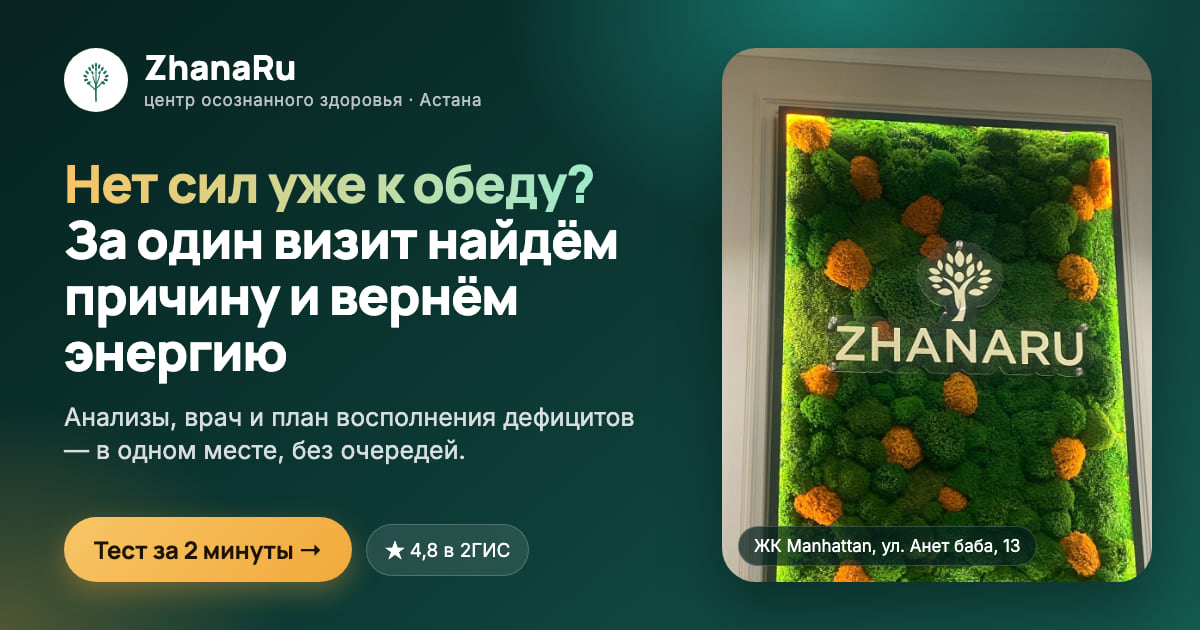 ZhanaRu
центр осознанного здоровья · Астана
Нет сил уже к обеду?
За один визит найдём
причину и вернём
энергию
Анализы, врач и план восполнения дефицитов
— в одном месте, без очередей.
Тест за 2 минуты →
★ 4,8 в 2ГИС
ZHANARU
ЖК Manhattan, ул. Анет баба, 13